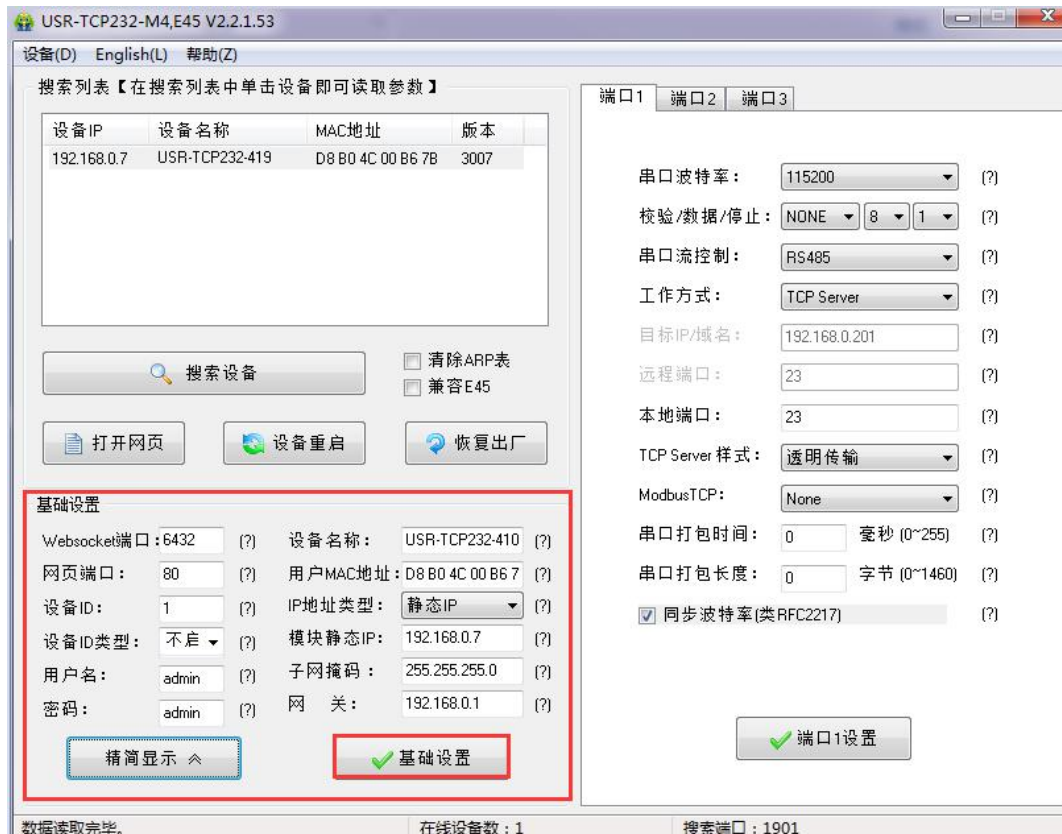 USR-TCP232-M4,E45 V2.2.1.53
设备(D) English(L) 帮助(Z)
搜索列表【在搜索列表中单击设备即可读取参数】
设备IP 设备名称 MAC地址 版本
192.168.0.7 USR-TCP232-419 D8 B0 4C 00 B6 7B 3007
搜索设备
清除ARP表
兼容E45
打开网页 设备重启 恢复出厂
基础设置
Websocket端口: 6432 (?) 设备名称: USR-TCP232-410 (?)
网页端口: 80 (?) 用户MAC地址: D8 B0 4C 00 B6 7 (?)
设备ID: 1 (?) IP地址类型: 静态IP (?)
设备ID类型: 不启 (?) 模块静态IP: 192.168.0.7 (?)
用户名: admin (?) 子网掩码: 255.255.255.0 (?)
密码: admin (?) 网 关: 192.168.0.1 (?)
精简显示 基础设置
端口1 端口2 端口3
串口波特率: 115200 (?)
校验/数据/停止: NONE 8 1 (?)
串口流控制: RS485 (?)
工作方式: TCP Server (?)
目标IP/域名: 192.168.0.201 (?)
远程端口: 23 (?)
本地端口: 23 (?)
TCP Server 样式: 透明传输 (?)
ModbusTCP: None (?)
串口打包时间: 0 毫秒 (0~255) (?)
串口打包长度: 0 字节 (0~1460) (?)
同步波特率(类RFC2217) (?)
端口1设置
数据读取完毕。 在线设备数:1 搜索端口:1901